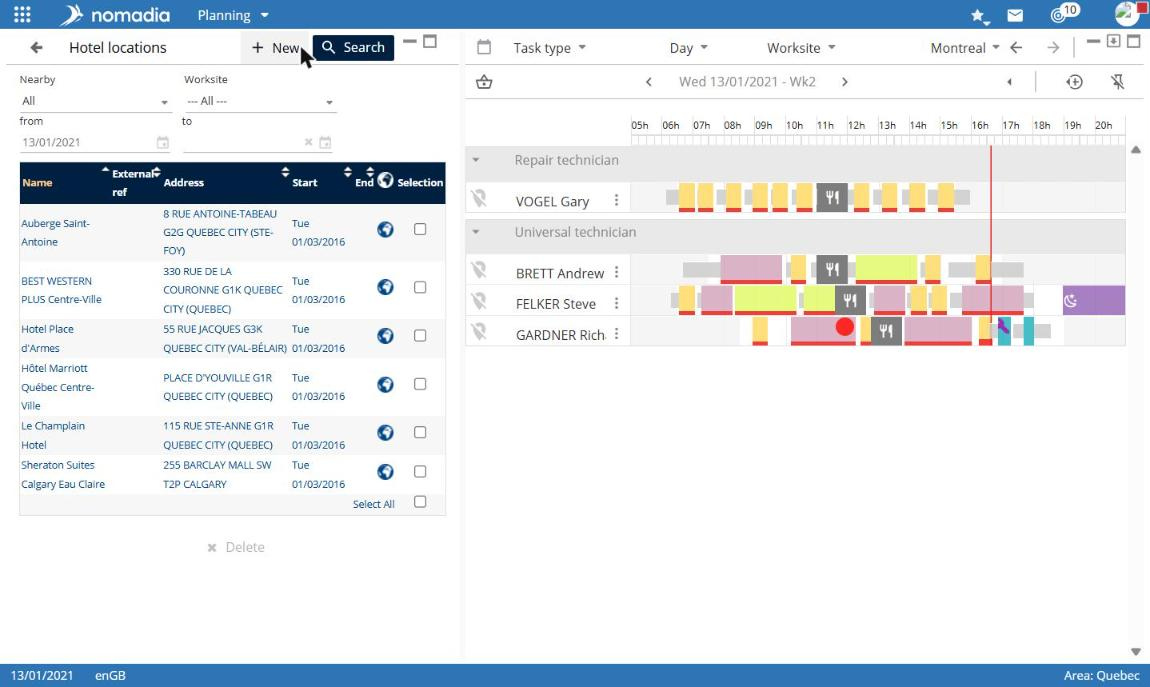 nomadia Planning 10
Hotel locations + New Search
Task type Day Worksite Montreal
Nearby Worksite
All --- All ---
from to
13/01/2021
Wed 13/01/2021 - Wk2
05h 06h 07h 08h 09h 10h 11h 12h 13h 14h 15h 16h 17h 18h 19h 20h
Name External ref Address Start End Selection
Auberge Saint-Antoine 8 RUE ANTOINE-TABEAU G2G QUEBEC CITY (STE-FOY) Tue 01/03/2016
BEST WESTERN PLUS Centre-Ville 330 RUE DE LA COURONNE G1K QUEBEC CITY (QUEBEC) Tue 01/03/2016
Hotel Place d'Armes 55 RUE JACQUES G3K QUEBEC CITY (VAL-BÉLAIR) Tue 01/03/2016
Hôtel Marriott Québec Centre-Ville PLACE D'YOUVILLE G1R QUEBEC CITY (QUEBEC) Tue 01/03/2016
Le Champlain Hotel 115 RUE STE-ANNE G1R QUEBEC CITY (QUEBEC) Tue 01/03/2016
Sheraton Suites Calgary Eau Claire 255 BARCLAY MALL SW T2P CALGARY Tue 01/03/2016
Select All
Delete
Repair technician
VOGEL Gary
Universal technician
BRETT Andrew
FELKER Steve
GARDNER Rich
13/01/2021 enGB Area: Quebec